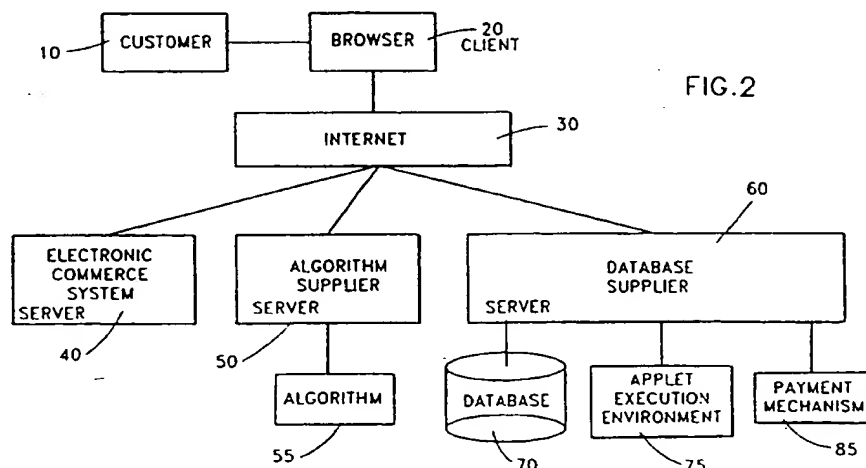 CUSTOMER
10
BROWSER
20
CLIENT
FIG.2
INTERNET
30
60
ELECTRONIC
COMMERCE
SYSTEM
SERVER
40
ALGORITHM
SUPPLIER
SERVER
50
DATABASE
SUPPLIER
SERVER
ALGORITHM
55
DATABASE
70
APPLET
EXECUTION
ENVIRONMENT
75
PAYMENT
MECHANISM
85